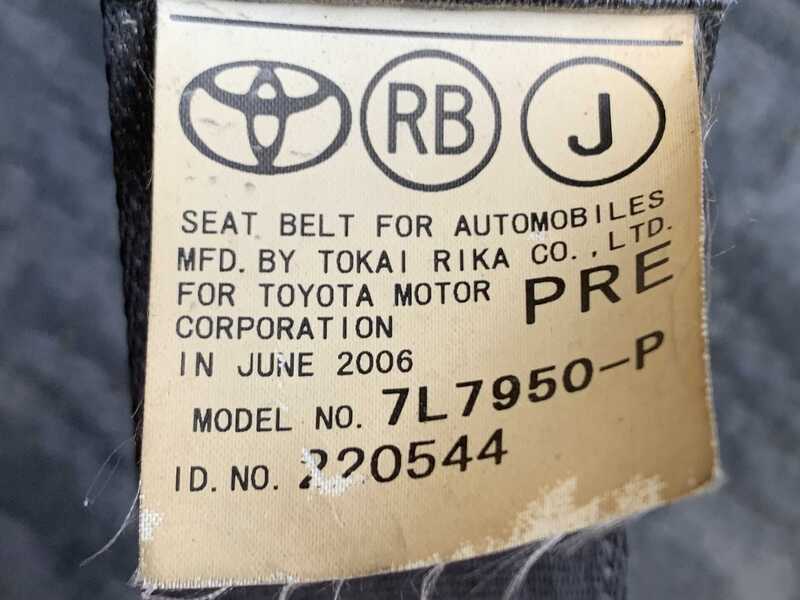 RB J
SEAT BELT FOR AUTOMOBILES
MFD. BY TOKAI RIKA CO., LTD.
FOR TOYOTA MOTOR PRE
CORPORATION
IN JUNE 2006
MODEL NO. 7L7950-P
ID. NO. 220544